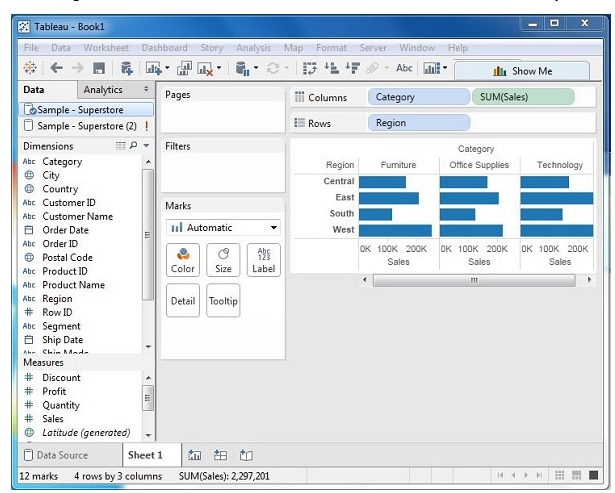 Tableau - Book1
File Data Worksheet Dashboard Story Analysis Map Format Server Window Help
Abc Show Me
Data Analytics
Sample - Superstore
Sample - Superstore (2) !
Dimensions
Abc Category
City
Country
Abc Customer ID
Abc Customer Name
Order Date
Abc Order ID
Postal Code
Abc Product ID
Abc Product Name
Abc Region
# Row ID
Abc Segment
Ship Date
Abc Ship Mode
Measures
# Discount
# Profit
# Quantity
# Sales
Latitude (generated)
Pages
Filters
Marks
Automatic
Color Size Abc 123 Label
Detail Tooltip
Columns Category SUM(Sales)
Rows Region
Category
Region Furniture Office Supplies Technology
Central
East
South
West
0K 100K 200K 0K 100K 200K 0K 100K 200K
Sales Sales Sales
Data Source Sheet 1
12 marks 4 rows by 3 columns SUM(Sales): 2,297,201